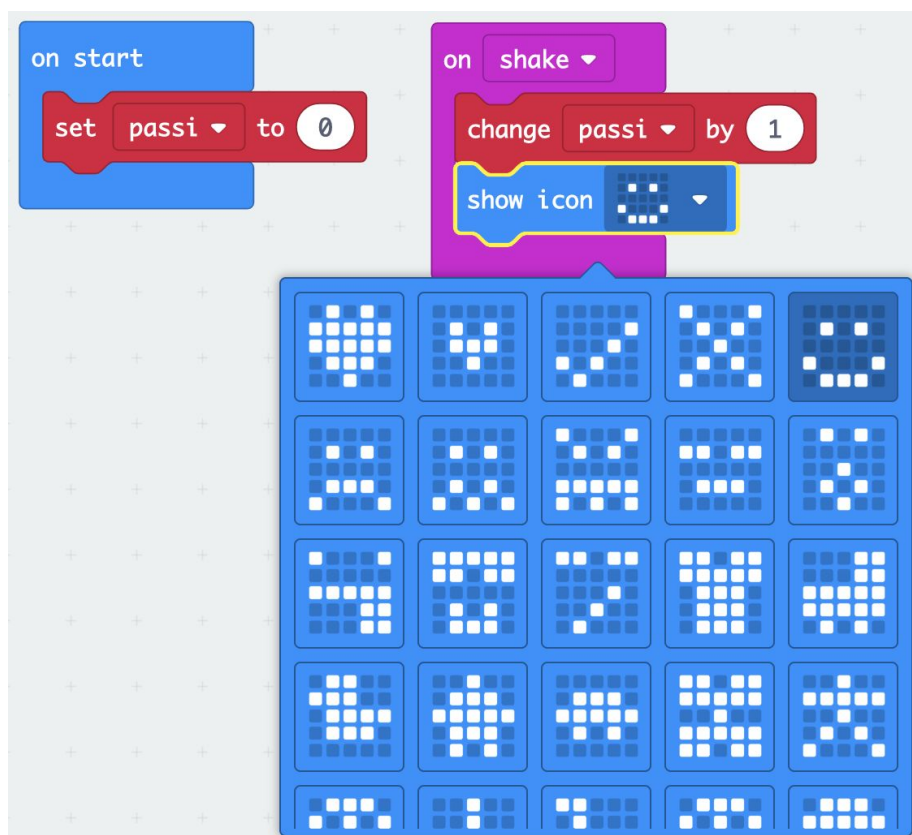 on start
set passi to 0
on shake
change passi by 1
show icon